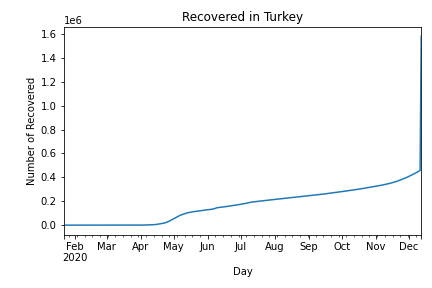 Recovered in Turkey
1e6
1.6
1.4
1.2
1.0
0.8
0.6
0.4
0.2
0.0
Number of Recovered
Feb Mar Apr May Jun Jul Aug Sep Oct Nov Dec
2020
Day